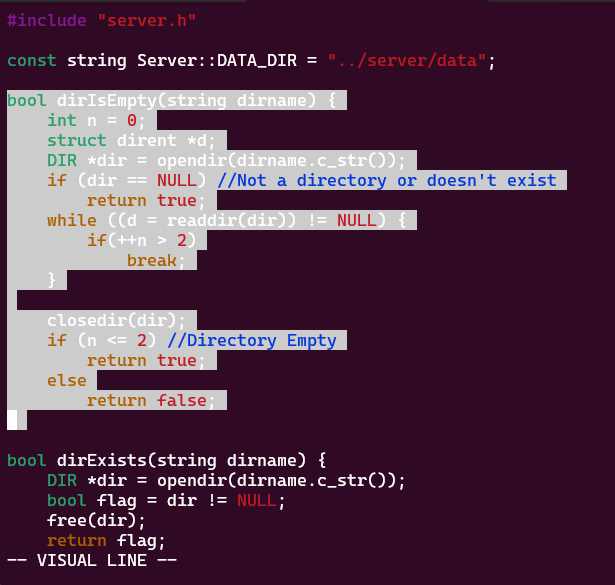 #include "server.h"
const string Server::DATA_DIR = "../server/data";
bool dirIsEmpty(string dirname) {
    int n = 0;
    struct dirent *d;
    DIR *dir = opendir(dirname.c_str());
    if (dir == NULL) //Not a directory or doesn't exist
        return true;
    while ((d = readdir(dir)) != NULL) {
        if(++n > 2)
            break;
    }
    closedir(dir);
    if (n <= 2) //Directory Empty
        return true;
    else
        return false;
bool dirExists(string dirname) {
    DIR *dir = opendir(dirname.c_str());
    bool flag = dir != NULL;
    free(dir);
    return flag;
-- VISUAL LINE --